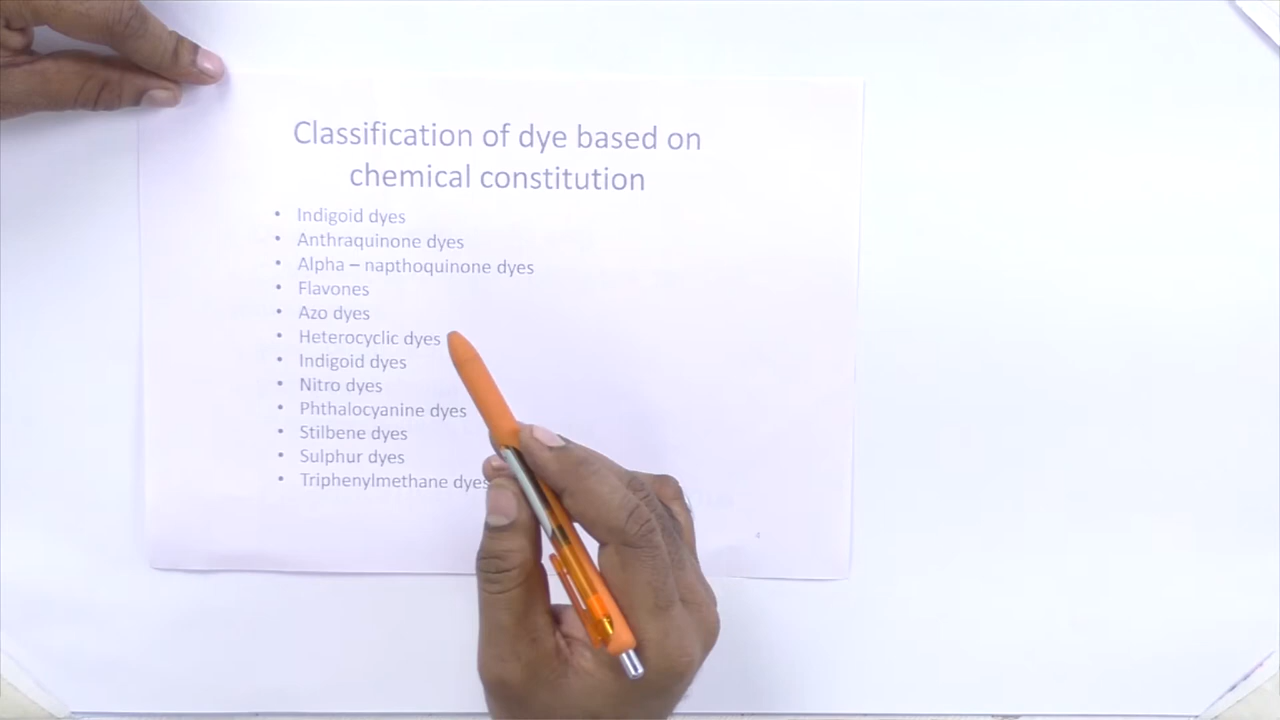 Classification of dye based on
chemical constitution
• Indigoid dyes
• Anthraquinone dyes
• Alpha – napthoquinone dyes
• Flavones
• Azo dyes
• Heterocyclic dyes
• Indigoid dyes
• Nitro dyes
• Phthalocyanine dyes
• Stilbene dyes
• Sulphur dyes
• Triphenylmethane dyes
4